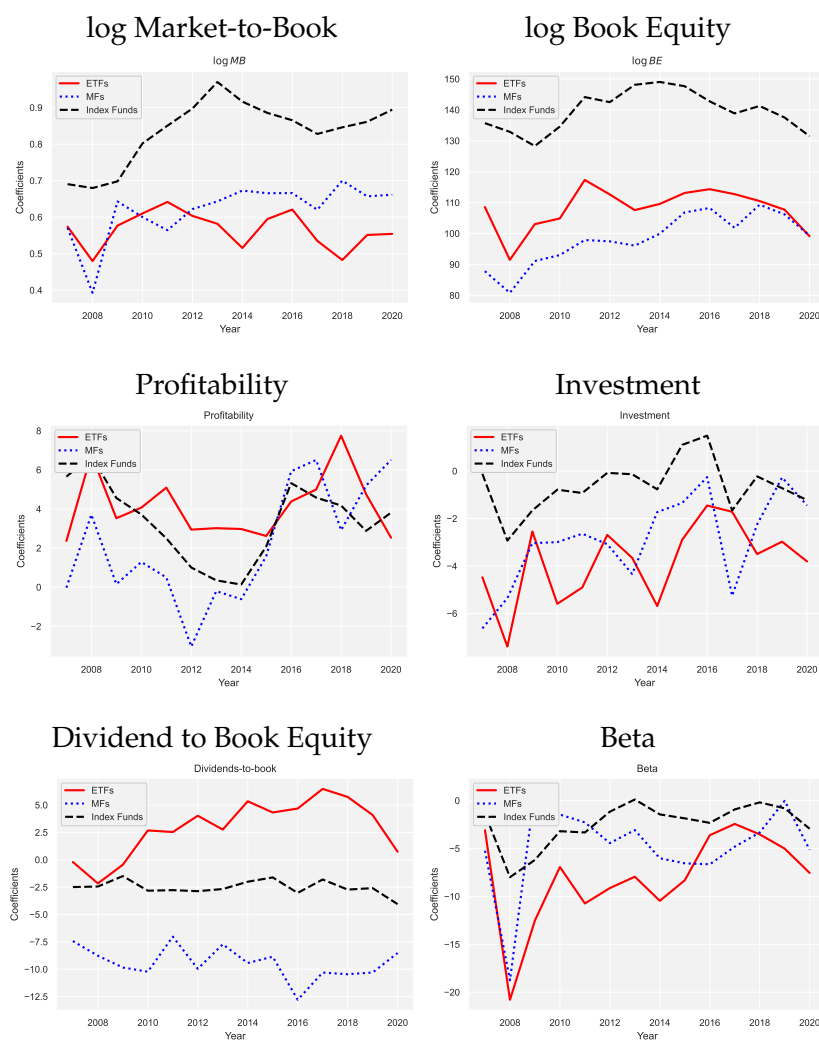 log Market-to-Book
log MB
ETFs
MFs
Index Funds
0.9
0.8
0.7
0.6
0.5
0.4
Coefficients
2008 2010 2012 2014 2016 2018 2020
Year
log Book Equity
log BE
ETFs
MFs
Index Funds
150
140
130
120
110
100
90
80
Coefficients
2008 2010 2012 2014 2016 2018 2020
Year
Profitability
Profitability
ETFs
MFs
Index Funds
8
6
4
2
0
−2
Coefficients
2008 2010 2012 2014 2016 2018 2020
Year
Investment
Investment
ETFs
MFs
Index Funds
0
−2
−4
−6
Coefficients
2008 2010 2012 2014 2016 2018 2020
Year
Dividend to Book Equity
Dividends-to-book
ETFs
MFs
Index Funds
5.0
2.5
0.0
−2.5
−5.0
−7.5
−10.0
−12.5
Coefficients
2008 2010 2012 2014 2016 2018 2020
Year
Beta
Beta
ETFs
MFs
Index Funds
0
−5
−10
−15
−20
Coefficients
2008 2010 2012 2014 2016 2018 2020
Year